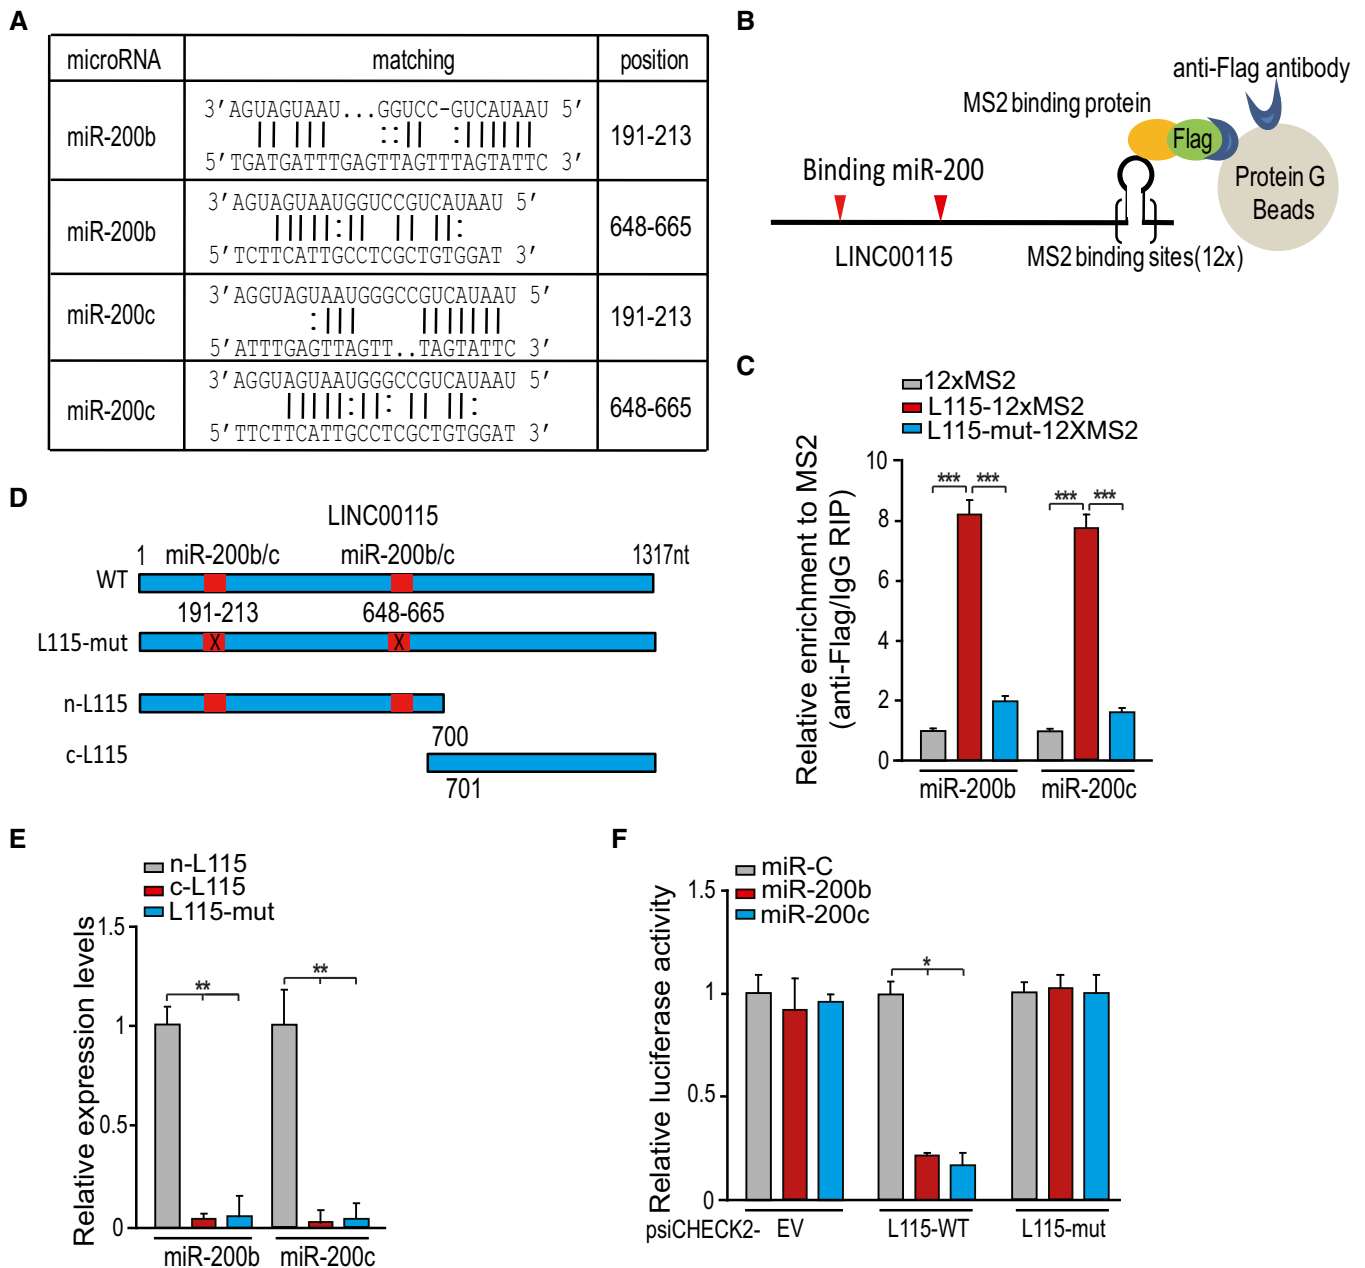 A
microRNA matching position
miR-200b
3' AGUAGUAAU...GGUCC-GUCAUAAU 5'
5' TGATGATTTGAGTTAGTTTAGTATTC 3'
191-213
miR-200b
3' AGUAGUAAUGGUCCGUCAUAAU 5'
5' TCTTCATTGCCTCGCTGTGGAT 3'
648-665
miR-200c
3' AGGUAGUAAUGGGCCGUCAUAAU 5'
5' ATTTGAGTTAGTT..TAGTATTC 3'
191-213
miR-200c
3' AGGUAGUAAUGGGCCGUCAUAAU 5'
5' TTCTTCATTGCCTCGCTGTGGAT 3'
648-665
B
anti-Flag antibody
MS2 binding protein
Flag
Binding miR-200
Protein G
Beads
LINC00115
MS2 binding sites(12x)
C
12xMS2
L115-12xMS2
L115-mut-12XMS2
Relative enrichment to MS2
(anti-Flag/IgG RIP)
10
8
6
4
2
0
*** ***
*** ***
miR-200b miR-200c
D
LINC00115
1 miR-200b/c miR-200b/c 1317nt
WT
191-213 648-665
L115-mut X X
n-L115
700
c-L115
701
E
n-L115
c-L115
L115-mut
Relative expression levels
1.5
1
0.5
0
** **
miR-200b miR-200c
F
miR-C
miR-200b
miR-200c
Relative luciferase activity
1.5
1
0.5
0
*
psiCHECK2- EV L115-WT L115-mut